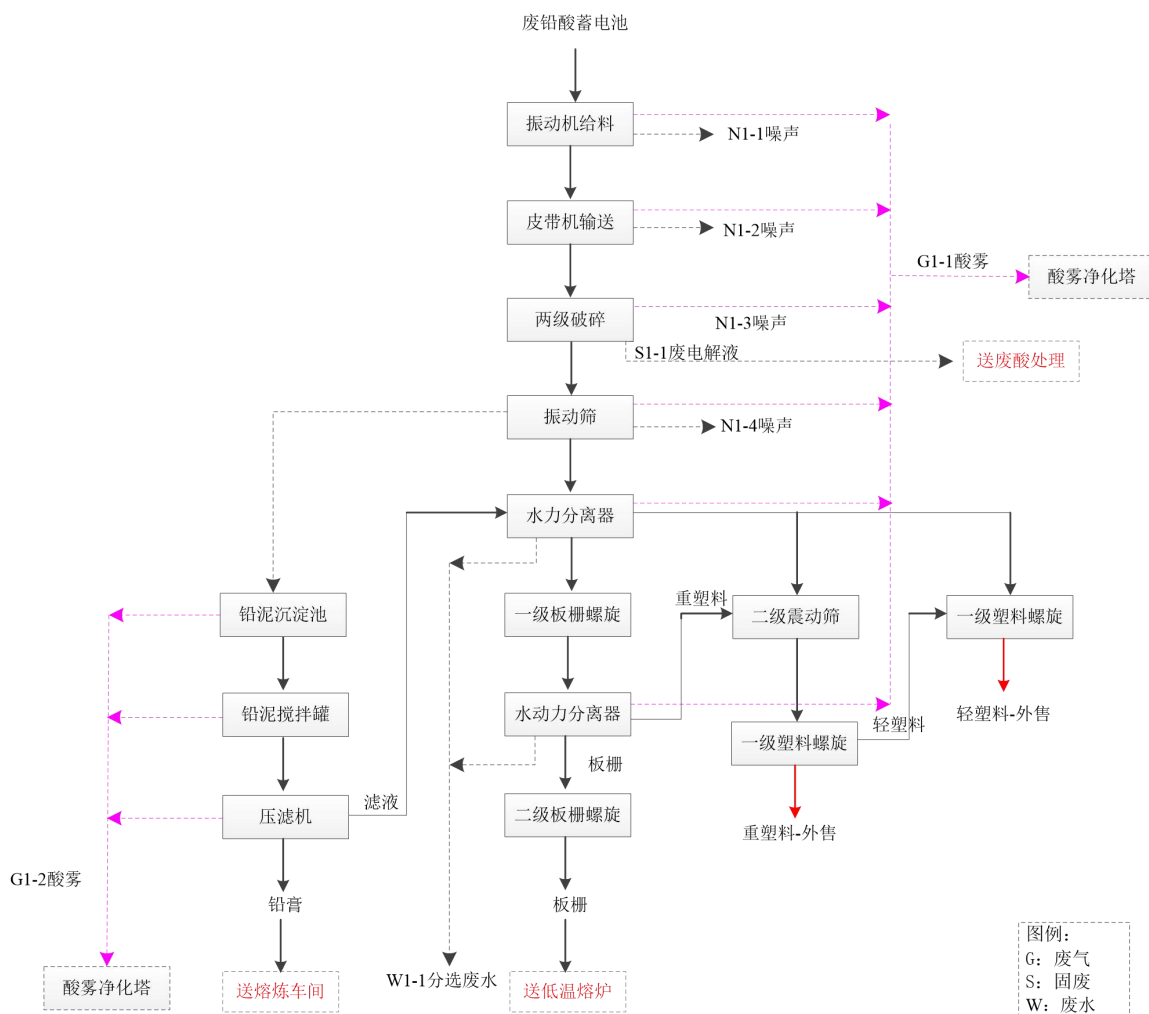 废铅酸蓄电池
振动机给料
N1-1噪声
皮带机输送
N1-2噪声
G1-1酸雾
酸雾净化塔
两级破碎
N1-3噪声
S1-1废电解液
送废酸处理
振动筛
N1-4噪声
水力分离器
铅泥沉淀池
一级板栅螺旋
重塑料
二级震动筛
一级塑料螺旋
铅泥搅拌罐
水动力分离器
轻塑料
轻塑料-外售
一级塑料螺旋
板栅
滤液
压滤机
二级板栅螺旋
重塑料-外售
G1-2酸雾
铅膏
板栅
酸雾净化塔
送熔炼车间
W1-1分选废水
送低温熔炉
图例：
G：废气
S：固废
W：废水